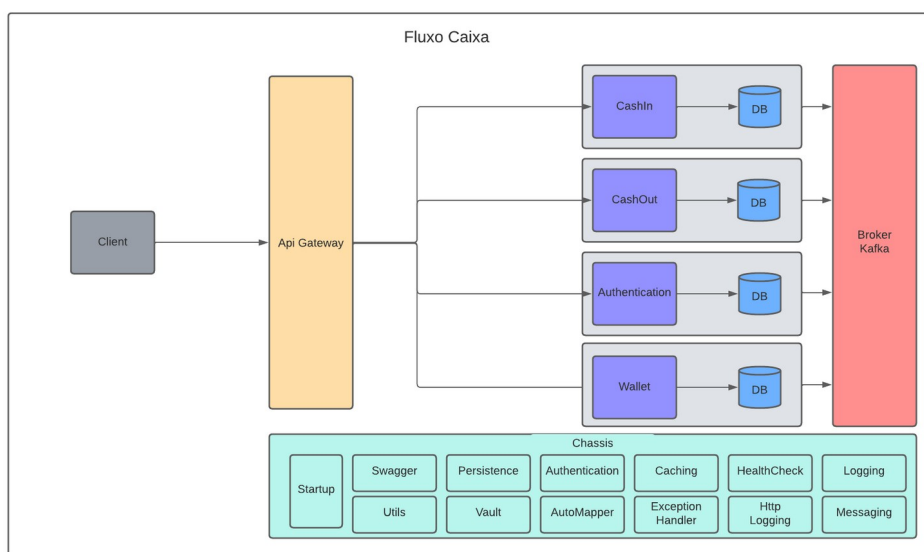 Fluxo Caixa
Client
Api Gateway
CashIn
DB
CashOut
DB
Authentication
DB
Wallet
DB
Broker
Kafka
Chassis
Startup
Swagger
Persistence
Authentication
Caching
HealthCheck
Logging
Utils
Vault
AutoMapper
Exception
Handler
Http
Logging
Messaging